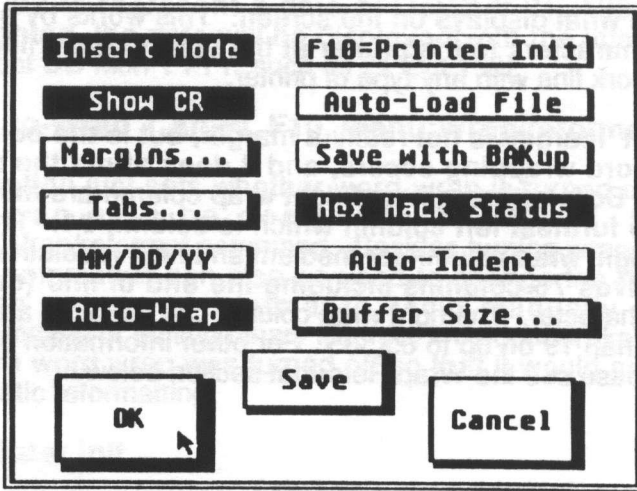 Insert Mode F10=Printer Init
Show CR Auto-Load File
Margins... Save with BAKup
Tabs... Hex Hack Status
MM/DD/YY Auto-Indent
Auto-Wrap Buffer Size...
Save
OK Cancel